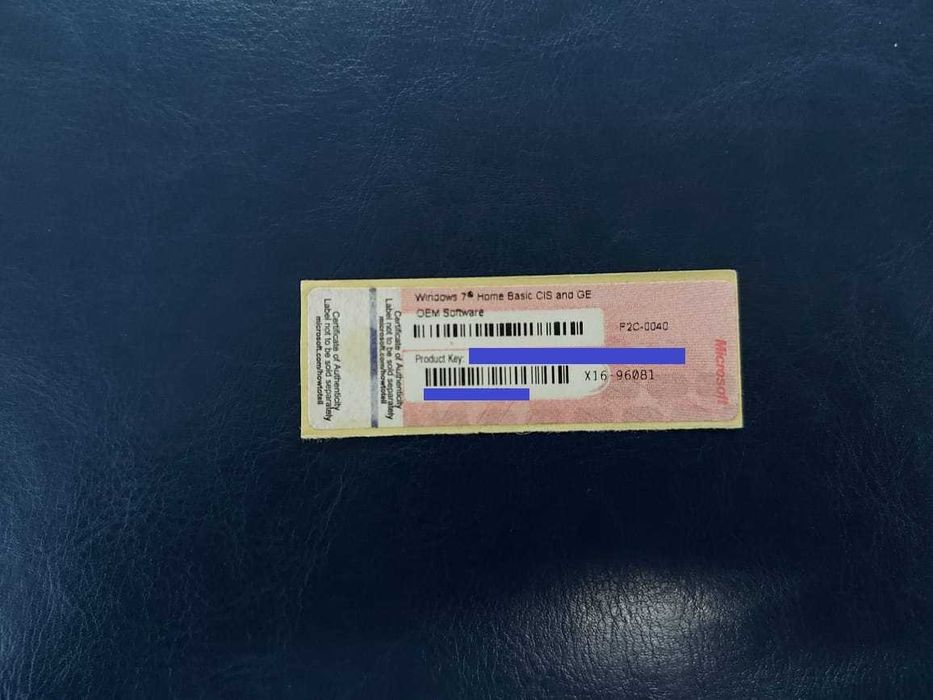 Windows 7® Home Basic CIS and GE
OEM Software
F2C-0040
Product Key:
X16-96081
Microsoft
Certificate of Authenticity
Label not to be sold separately
microsoft.com/howtotell
Certificate of Authenticity
Label not to be sold separately
microsoft.com/howtotell